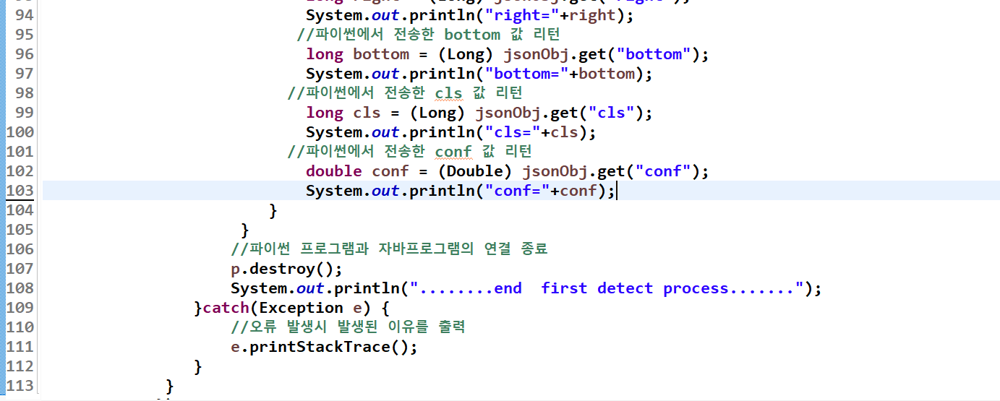 long right = (Long) jsonObj.get("right");
94 System.out.println("right="+right);
95 //파이썬에서 전송한 bottom 값 리턴
96 long bottom = (Long) jsonObj.get("bottom");
97 System.out.println("bottom="+bottom);
98 //파이썬에서 전송한 cls 값 리턴
99 long cls = (Long) jsonObj.get("cls");
100 System.out.println("cls="+cls);
101 //파이썬에서 전송한 conf 값 리턴
102 double conf = (Double) jsonObj.get("conf");
103 System.out.println("conf="+conf);
104 }
105 }
106 //파이썬 프로그램과 자바프로그램의 연결 종료
107 p.destroy();
108 System.out.println("........end  first detect process.......");
109 }catch(Exception e) {
110 //오류 발생시 발생된 이유를 출력
111 e.printStackTrace();
112 }
113 }